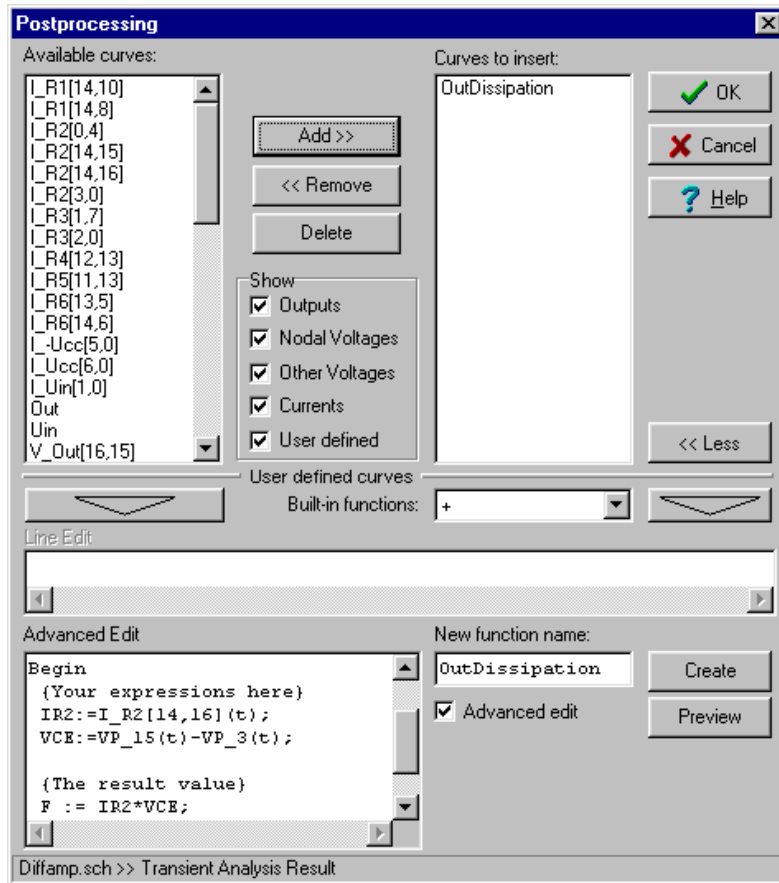 Postprocessing
Available curves:
I_R1[14,10]
I_R1[14,8]
I_R2[0,4]
I_R2[14,15]
I_R2[14,16]
I_R2[3,0]
I_R3[1,7]
I_R3[2,0]
I_R4[12,13]
I_R5[11,13]
I_R6[13,5]
I_R6[14,6]
I_-Ucc[5,0]
I_Ucc[6,0]
I_Uin[1,0]
Out
Uin
V_Out[16,15]
Add >>
<< Remove
Delete
Show
Outputs
Nodal Voltages
Other Voltages
Currents
User defined
Curves to insert:
OutDissipation
OK
Cancel
Help
<< Less
User defined curves
Built-in functions:
+
Line Edit
Advanced Edit
Begin
{Your expressions here}
IR2:=I_R2[14,16](t);
VCE:=VP_15(t)-VP_3(t);
{The result value}
F := IR2*VCE;
New function name:
OutDissipation
Advanced edit
Create
Preview
Diffamp.sch >> Transient Analysis Result